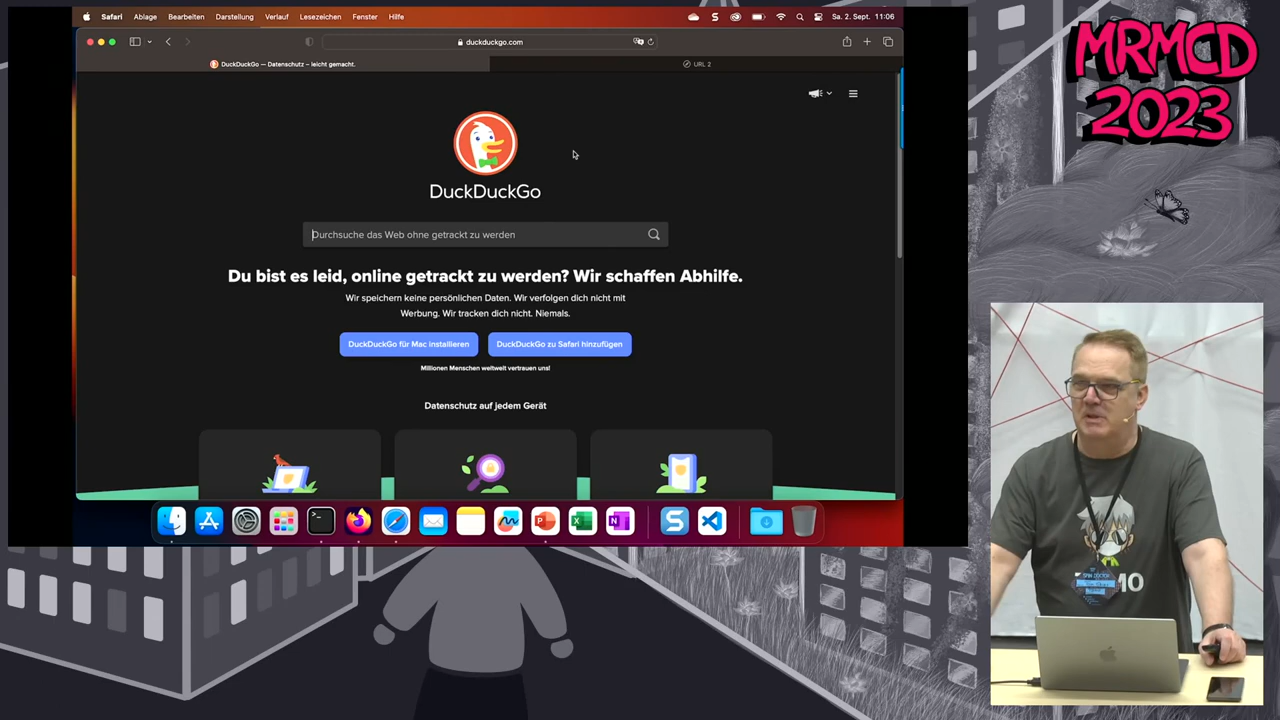 Safari Ablage Bearbeiten Darstellung Verlauf Lesezeichen Fenster Hilfe
Sa. 2. Sept. 11:06
duckduckgo.com
DuckDuckGo — Datenschutz – leicht gemacht.
URL 2
DuckDuckGo
Durchsuche das Web ohne getrackt zu werden
Du bist es leid, online getrackt zu werden? Wir schaffen Abhilfe.
Wir speichern keine persönlichen Daten. Wir verfolgen dich nicht mit
Werbung. Wir tracken dich nicht. Niemals.
DuckDuckGo für Mac installieren
DuckDuckGo zu Safari hinzufügen
Millionen Menschen weltweit vertrauen uns!
Datenschutz auf jedem Gerät
MRMCD
2023